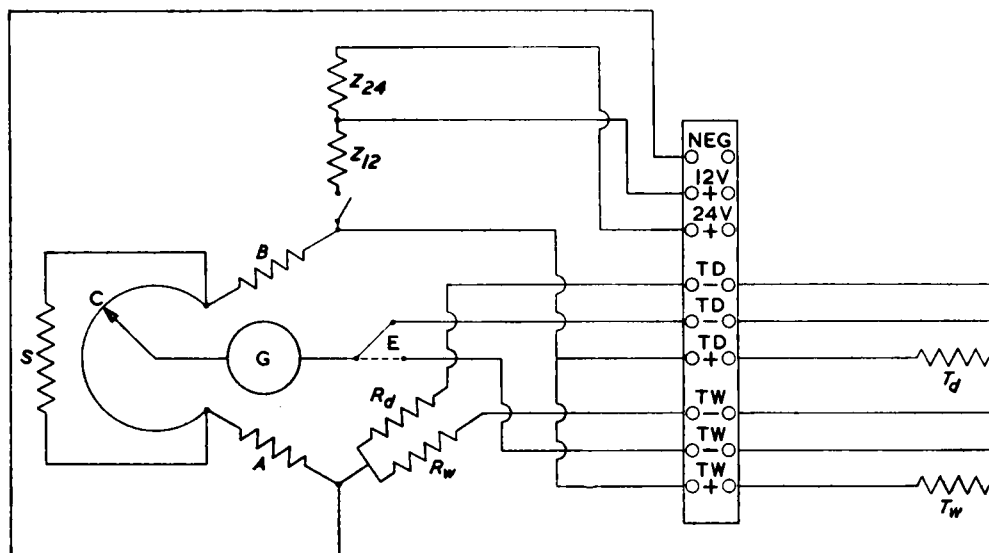 Z24
Z12
NEG
12V
+
24V
+
B
C
S
G
E
A
Rd
Rw
TD
-
TD
-
TD
+
TW
-
TW
-
TW
+
Td
Tw